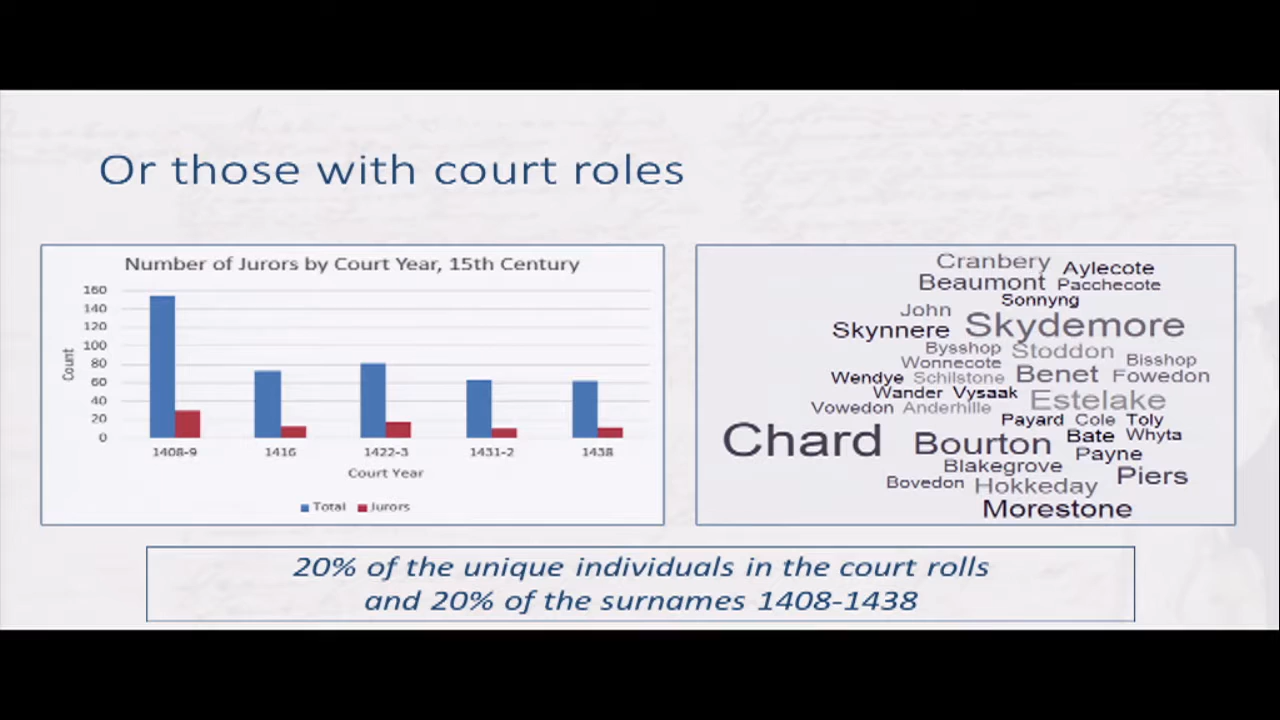 Or those with court roles
Number of Jurors by Court Year, 15th Century
160
140
120
100
80
60
40
20
0
Count
1408-9 1416 1422-3 1431-2 1438
Court Year
Total Jurors
Cranbery Aylecote
Beaumont Pacchecote
Sonnyng
John
Skynnere Skydemore
Bysshop Stoddon Bisshop
Wonnecote
Wendye Schilstone Benet Fowedon
Wander Vysaak Estelake
Vowedon Anderhille
Payard Cole Toly
Chard Bourton Bate Whyta
Payne
Blakegrove Piers
Bovedon Hokkeday
Morestone
20% of the unique individuals in the court rolls
and 20% of the surnames 1408-1438